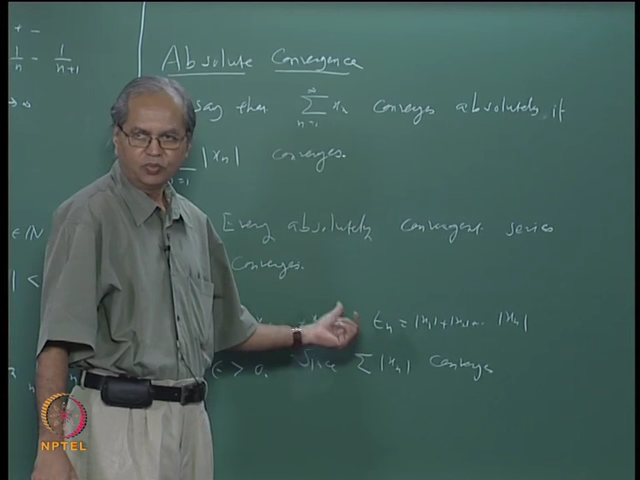 + -
1/n - 1/n+1
Absolute Convergence
say that ∑_{n=1}^{∞} x_n converges absolutely if
|x_n| converges.
∈ ℕ
Every absolutely convergent series
| <
converges.
t_n = |x_1| + |x_2| + .. |x_n|
ε > 0. Since ∑ |x_n| converges
NPTEL